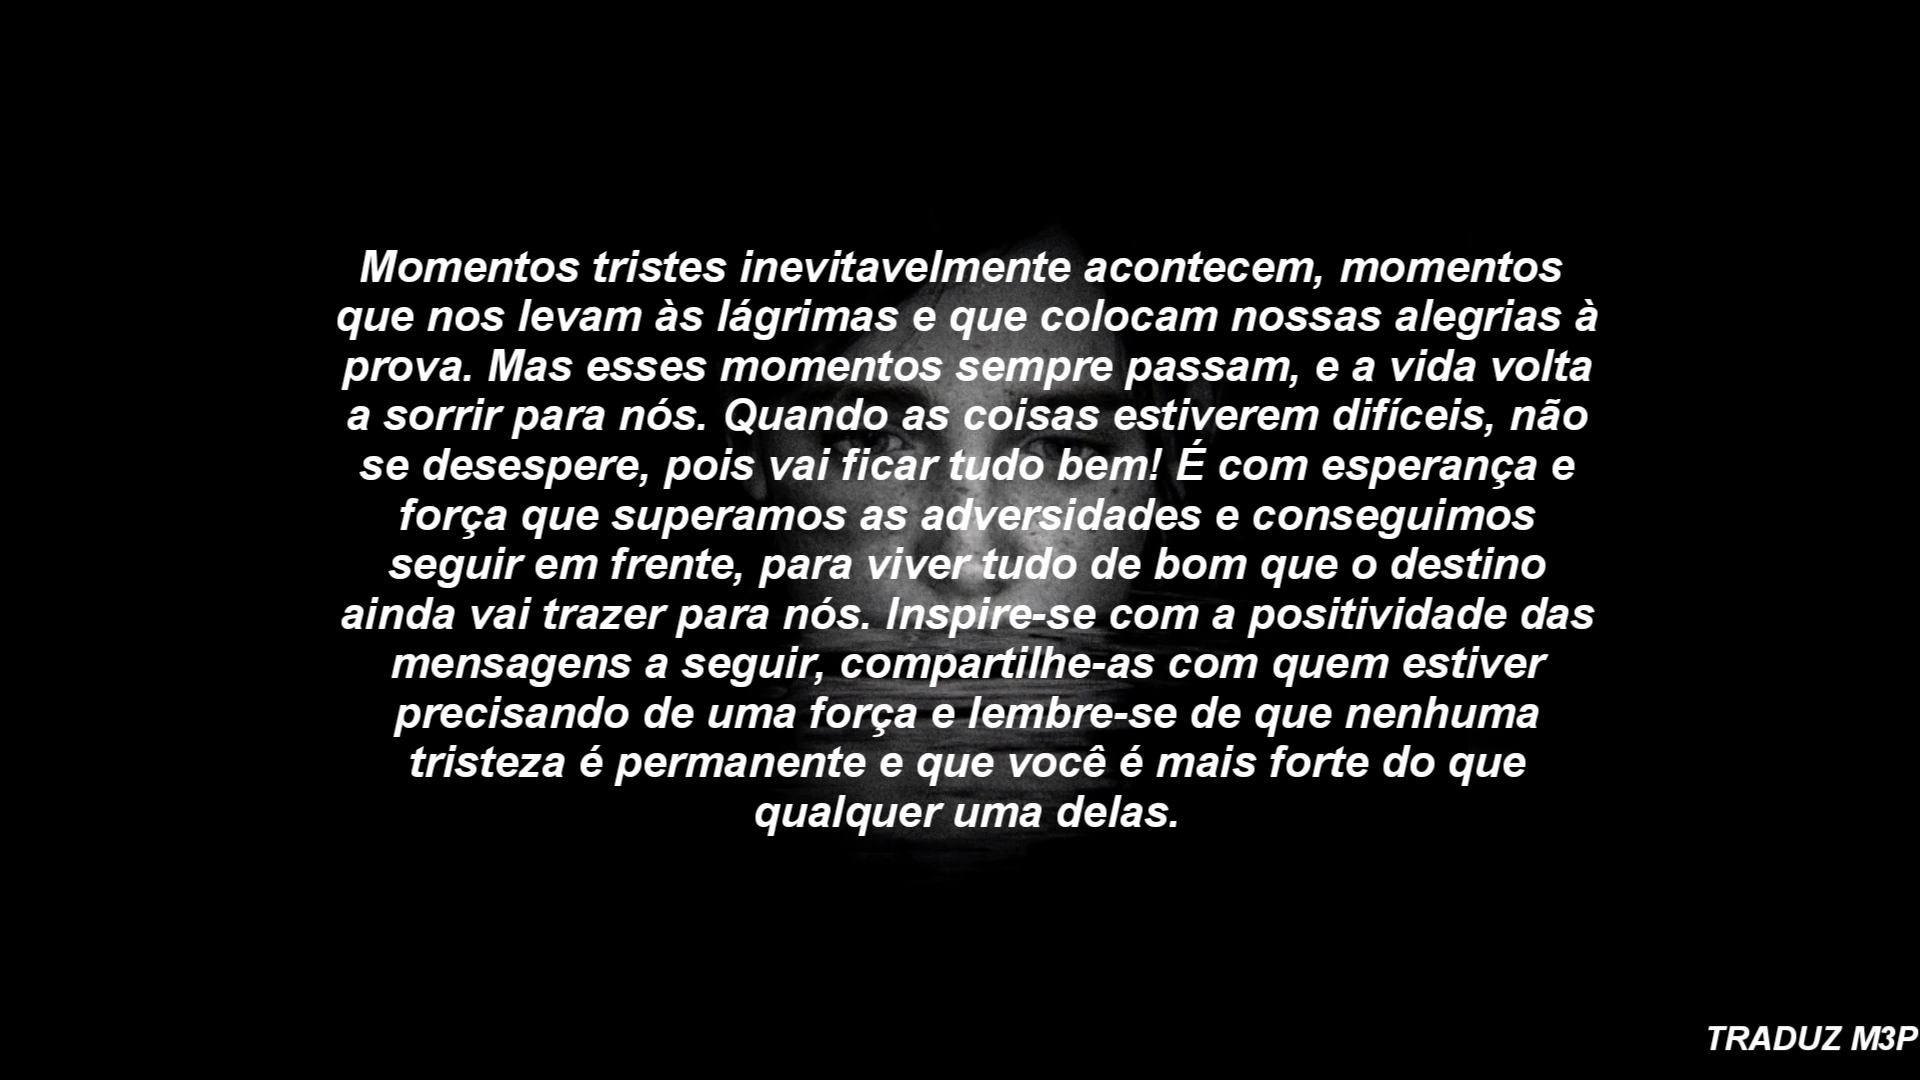 Momentos tristes inevitavelmente acontecem, momentos
que nos levam às lágrimas e que colocam nossas alegrias à
prova. Mas esses momentos sempre passam, e a vida volta
a sorrir para nós. Quando as coisas estiverem difíceis, não
se desespere, pois vai ficar tudo bem! É com esperança e
força que superamos as adversidades e conseguimos
seguir em frente, para viver tudo de bom que o destino
ainda vai trazer para nós. Inspire-se com a positividade das
mensagens a seguir, compartilhe-as com quem estiver
precisando de uma força e lembre-se de que nenhuma
tristeza é permanente e que você é mais forte do que
qualquer uma delas.
TRADUZ M3P